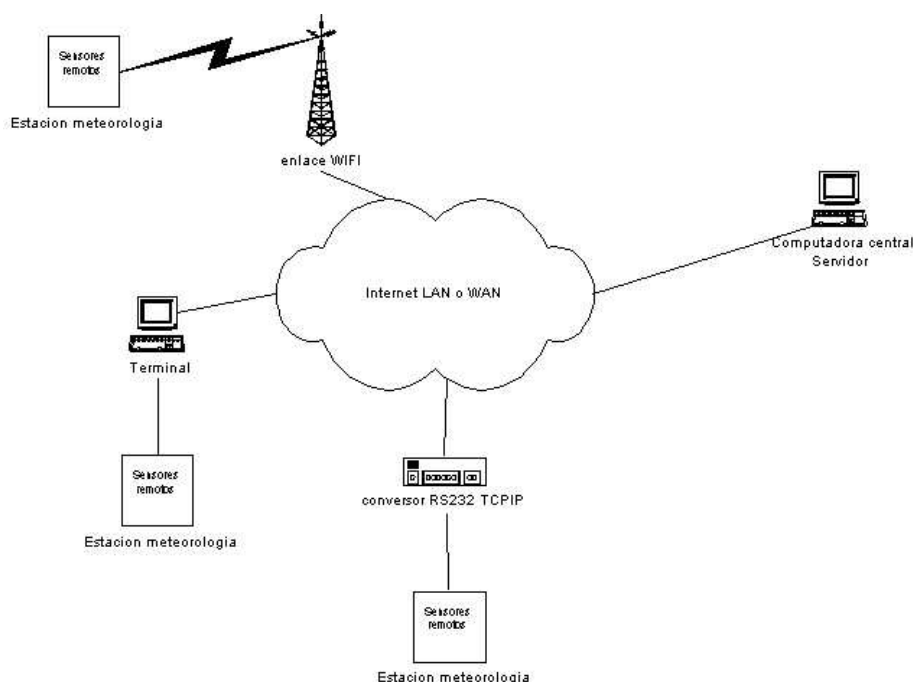 Sensores
remotos
Estacion meteorologia
enlace WIFI
Computadora central
Servidor
Internet LAN o WAN
Terminal
Sensores
remotos
Estacion meteorologia
conversor RS232 TCPIP
Sensores
remotos
Estacion meteorologia